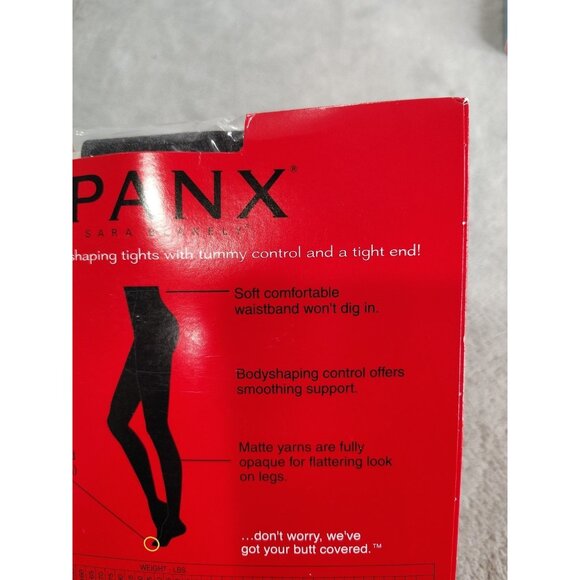 PANX®
SARA BLAKELY
shaping tights with tummy control and a tight end!
Soft comfortable
waistband won't dig in.
Bodyshaping control offers
smoothing support.
Matte yarns are fully
opaque for flattering look
on legs.
...don't worry, we've
got your butt covered.™
WEIGHT - LBS